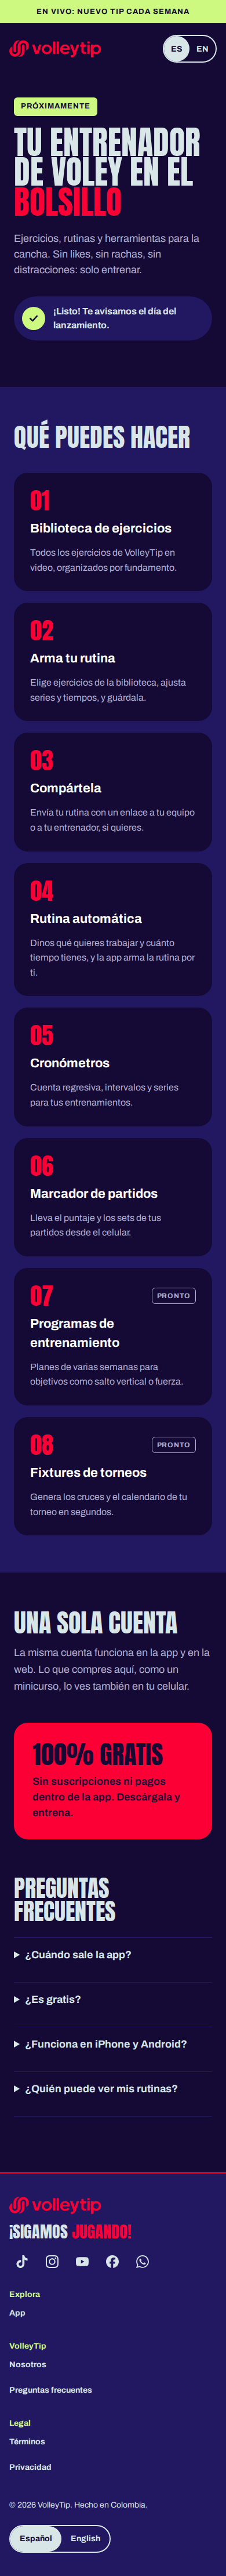 EN VIVO: NUEVO TIP CADA SEMANA
volleytip
ES
EN
PRÓXIMAMENTE
TU ENTRENADOR
DE VOLEY EN EL
BOLSILLO
Ejercicios, rutinas y herramientas para la
cancha. Sin likes, sin rachas, sin
distracciones: solo entrenar.
¡Listo! Te avisamos el día del
lanzamiento.
QUÉ PUEDES HACER
01
Biblioteca de ejercicios
Todos los ejercicios de VolleyTip en
video, organizados por fundamento.
02
Arma tu rutina
Elige ejercicios de la biblioteca, ajusta
series y tiempos, y guárdala.
03
Compártela
Envía tu rutina con un enlace a tu equipo
o a tu entrenador, si quieres.
04
Rutina automática
Dinos qué quieres trabajar y cuánto
tiempo tienes, y la app arma la rutina por
ti.
05
Cronómetros
Cuenta regresiva, intervalos y series
para tus entrenamientos.
06
Marcador de partidos
Lleva el puntaje y los sets de tus
partidos desde el celular.
07
PRONTO
Programas de
entrenamiento
Planes de varias semanas para
objetivos como salto vertical o fuerza.
08
PRONTO
Fixtures de torneos
Genera los cruces y el calendario de tu
torneo en segundos.
UNA SOLA CUENTA
La misma cuenta funciona en la app y en la
web. Lo que compres aquí, como un
minicurso, lo ves también en tu celular.
100% GRATIS
Sin suscripciones ni pagos
dentro de la app. Descárgala y
entrena.
PREGUNTAS
FRECUENTES
¿Cuándo sale la app?
¿Es gratis?
¿Funciona en iPhone y Android?
¿Quién puede ver mis rutinas?
volleytip
¡SIGAMOS JUGANDO!
Explora
App
VolleyTip
Nosotros
Preguntas frecuentes
Legal
Términos
Privacidad
© 2026 VolleyTip. Hecho en Colombia.
Español
English